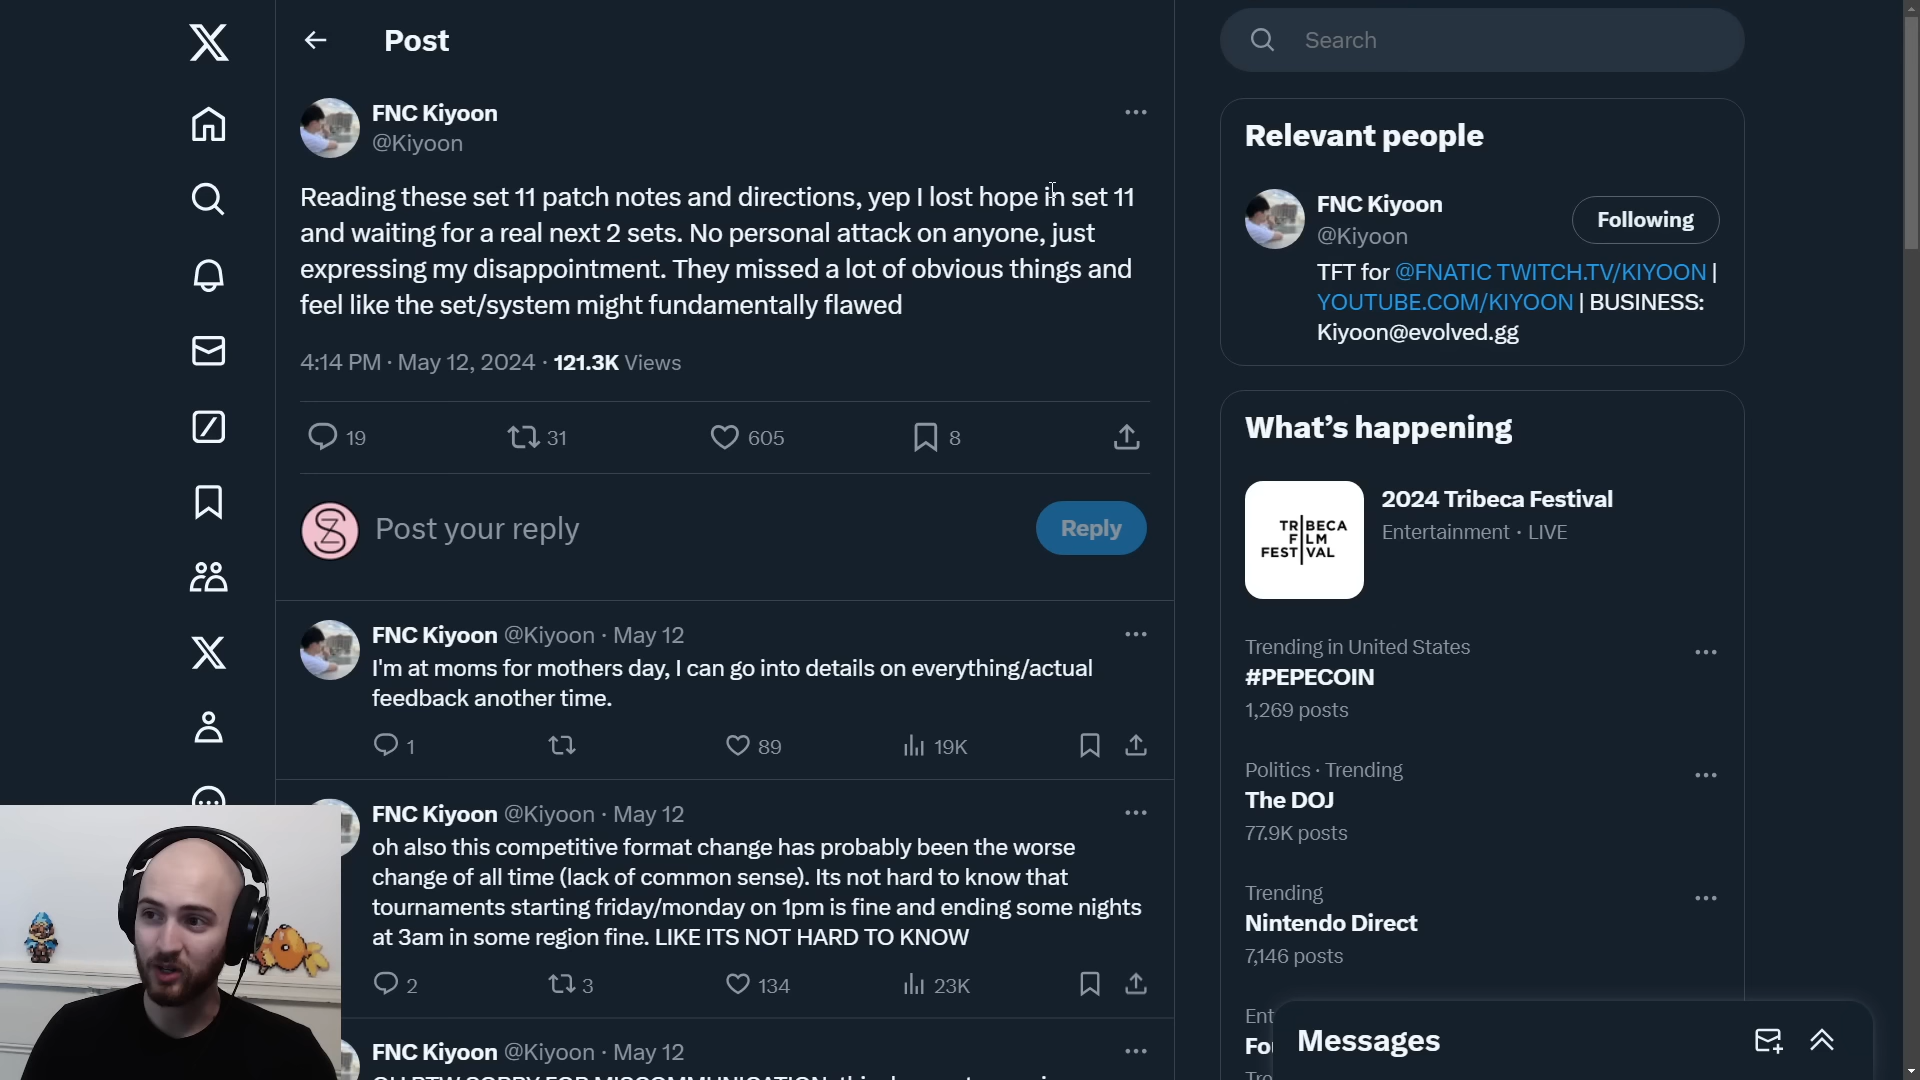 Post
Search
FNC Kiyoon
@Kiyoon
Reading these set 11 patch notes and directions, yep I lost hope in set 11
and waiting for a real next 2 sets. No personal attack on anyone, just
expressing my disappointment. They missed a lot of obvious things and
feel like the set/system might fundamentally flawed
4:14 PM · May 12, 2024 · 121.3K Views
19 31 605 8
Post your reply
Reply
FNC Kiyoon @Kiyoon · May 12
I'm at moms for mothers day, I can go into details on everything/actual
feedback another time.
1 89 19K
FNC Kiyoon @Kiyoon · May 12
oh also this competitive format change has probably been the worse
change of all time (lack of common sense). Its not hard to know that
tournaments starting friday/monday on 1pm is fine and ending some nights
at 3am in some region fine. LIKE ITS NOT HARD TO KNOW
2 3 134 23K
FNC Kiyoon @Kiyoon · May 12
Relevant people
FNC Kiyoon
@Kiyoon
Following
TFT for @FNATIC TWITCH.TV/KIYOON |
YOUTUBE.COM/KIYOON | BUSINESS:
Kiyoon@evolved.gg
What's happening
TRIBECA
FILM
FESTIVAL
2024 Tribeca Festival
Entertainment · LIVE
Trending in United States
#PEPECOIN
1,269 posts
Politics · Trending
The DOJ
77.9K posts
Trending
Nintendo Direct
7,146 posts
Messages